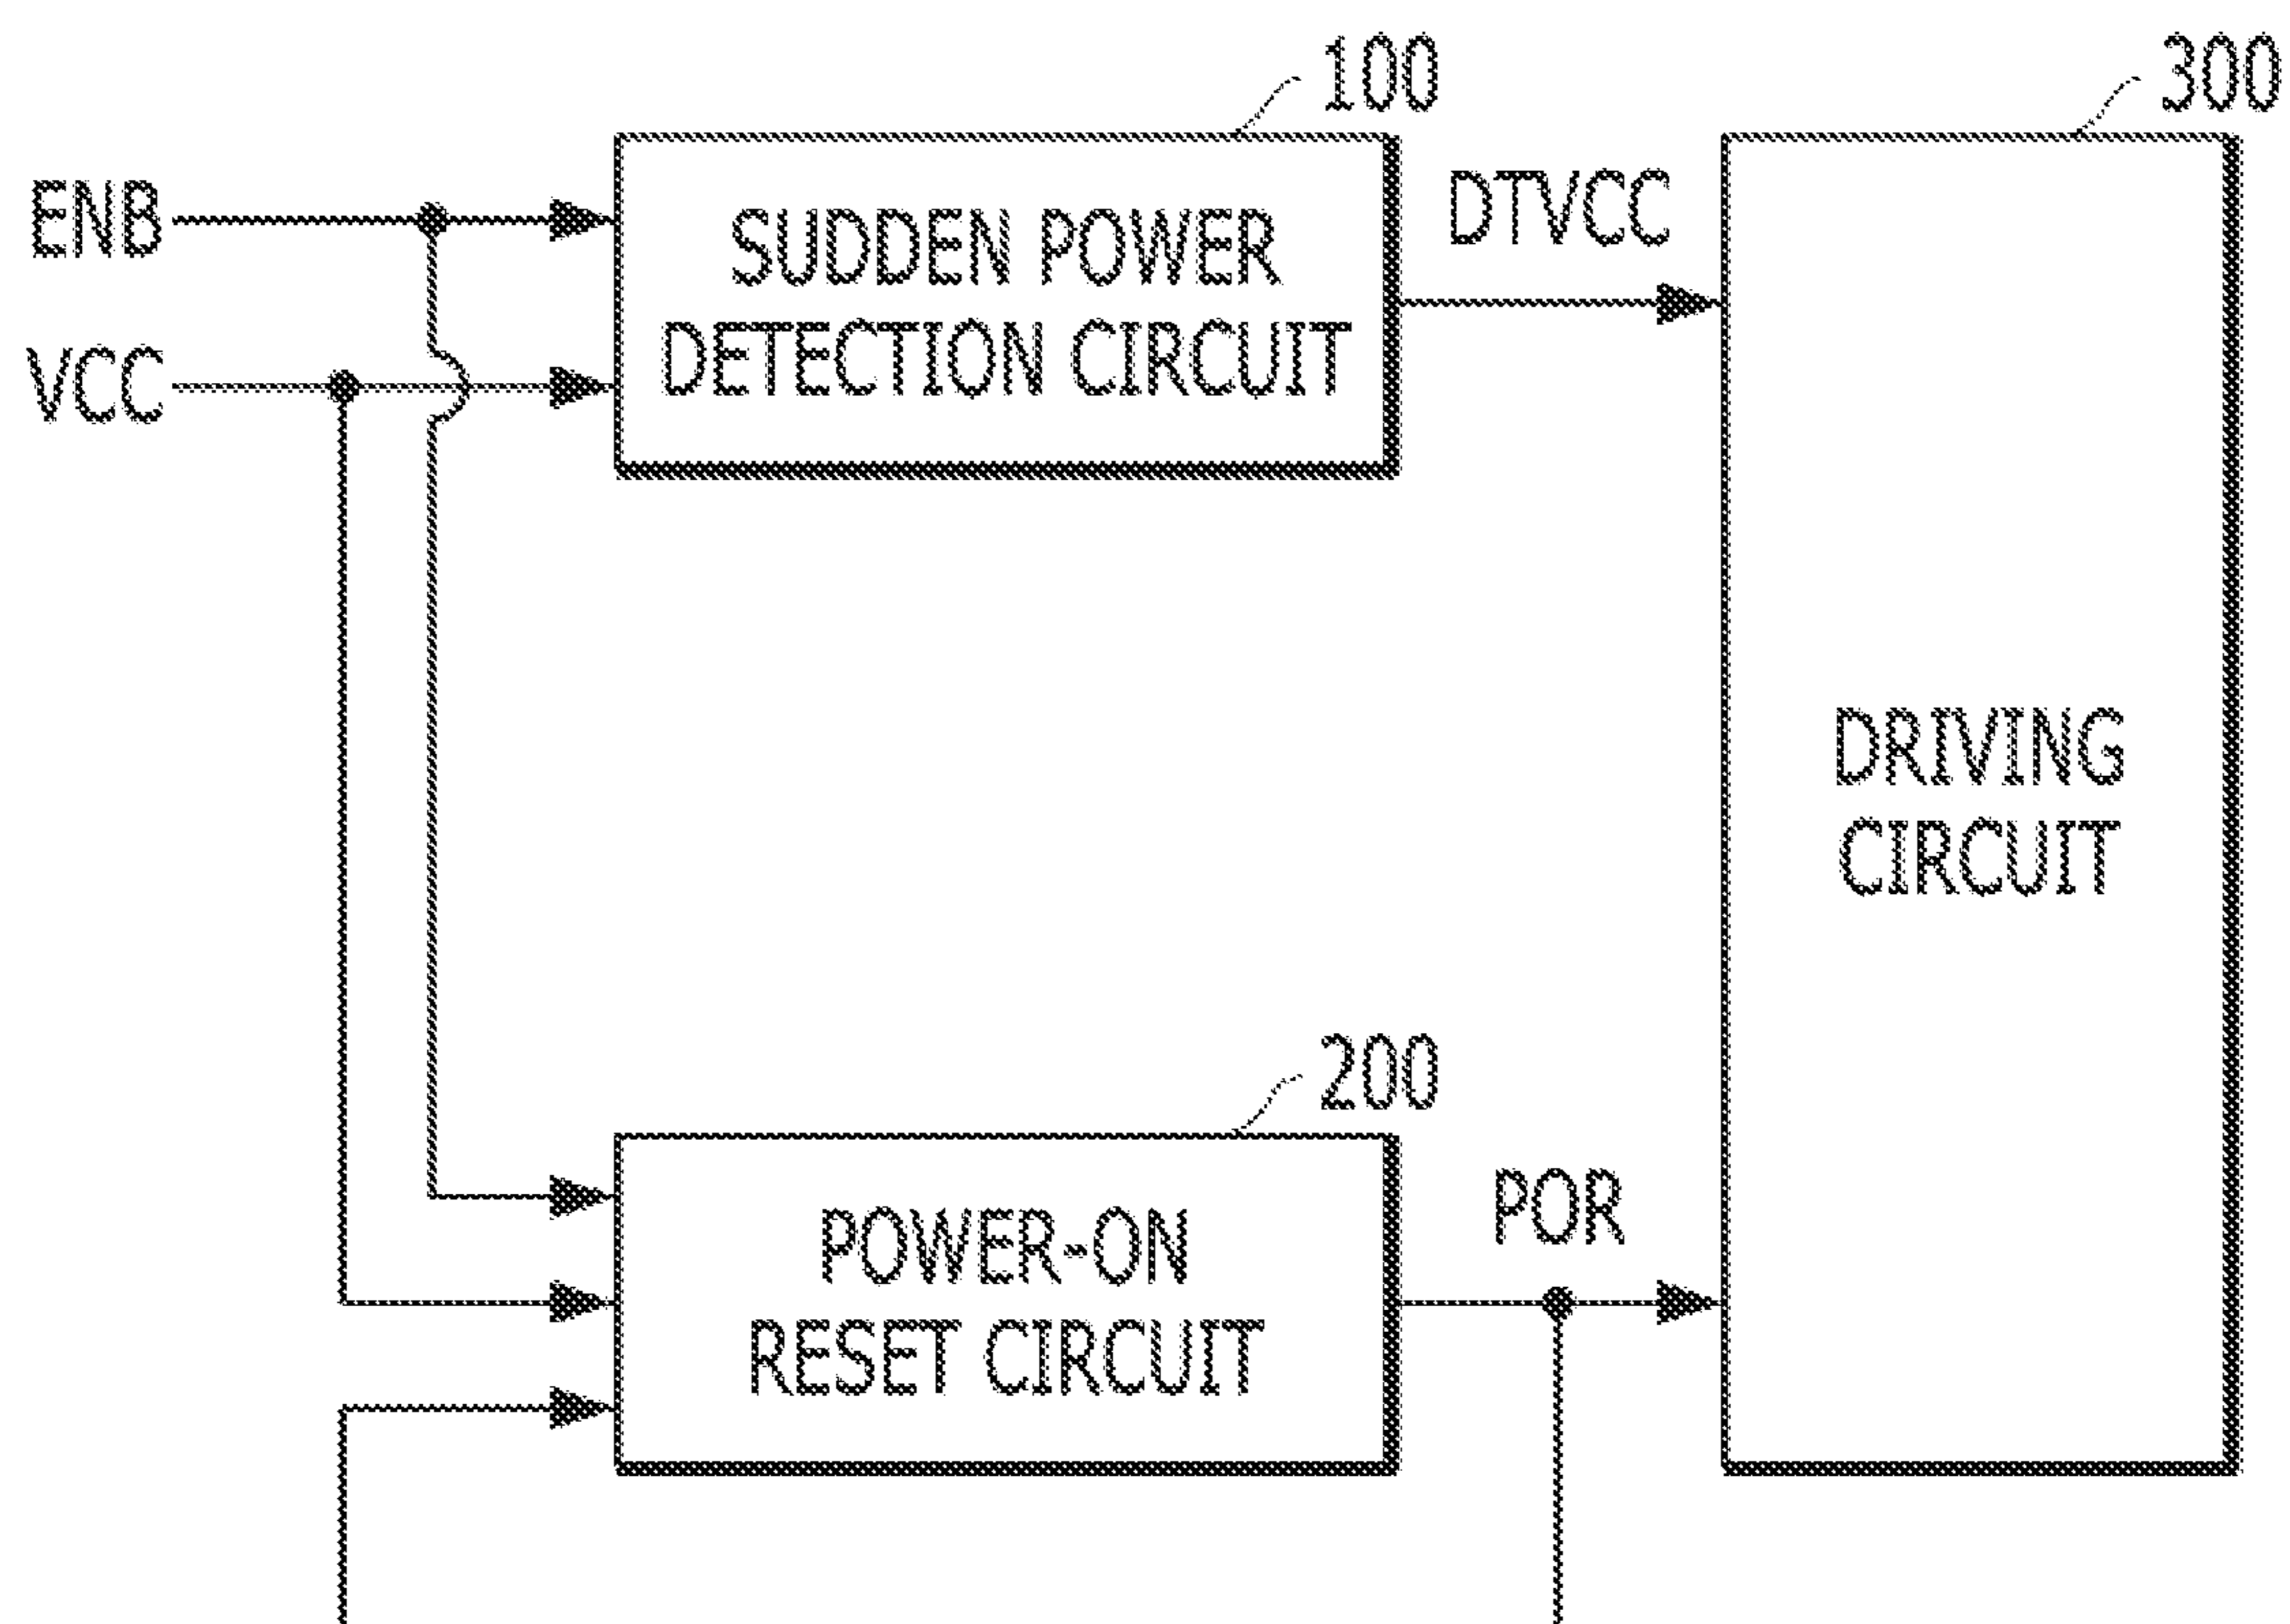 100
300
ENB
SUDDEN POWER
DETECTION CIRCUIT
DTVCC
VCC
DRIVING
CIRCUIT
200
POWER-ON
RESET CIRCUIT
POR